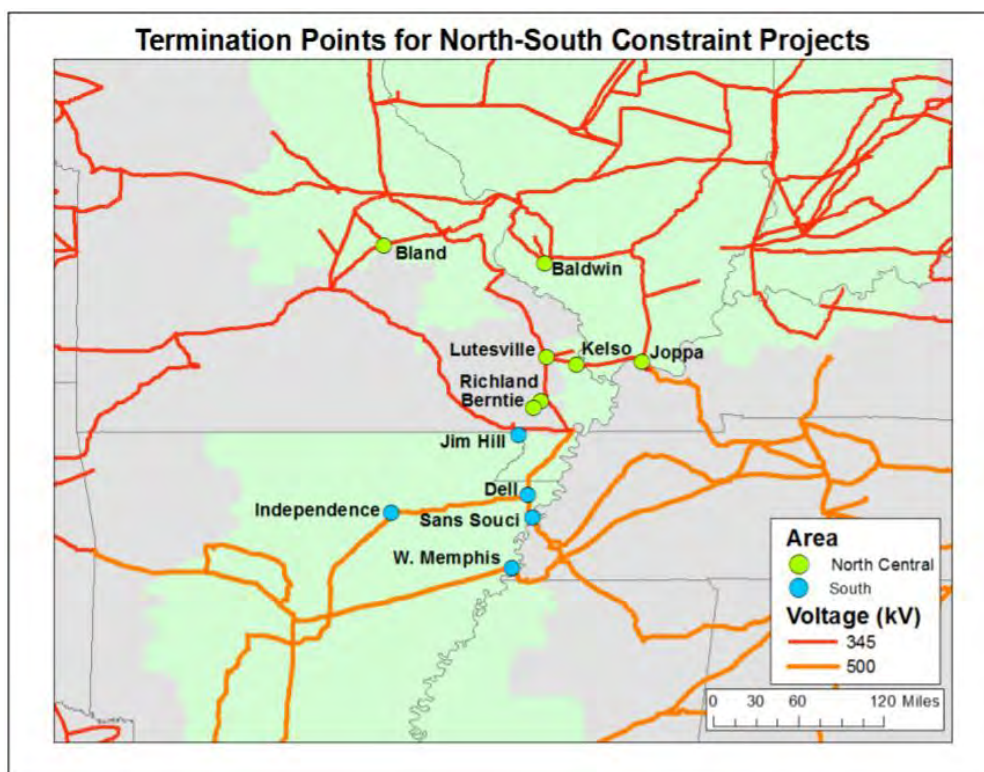 Termination Points for North-South Constraint Projects
Bland
Baldwin
Lutesville
Kelso
Joppa
Richland
Berntie
Jim Hill
Dell
Independence
Sans Souci
W. Memphis
Area
North Central
South
Voltage (kV)
345
500
0 30 60 120 Miles